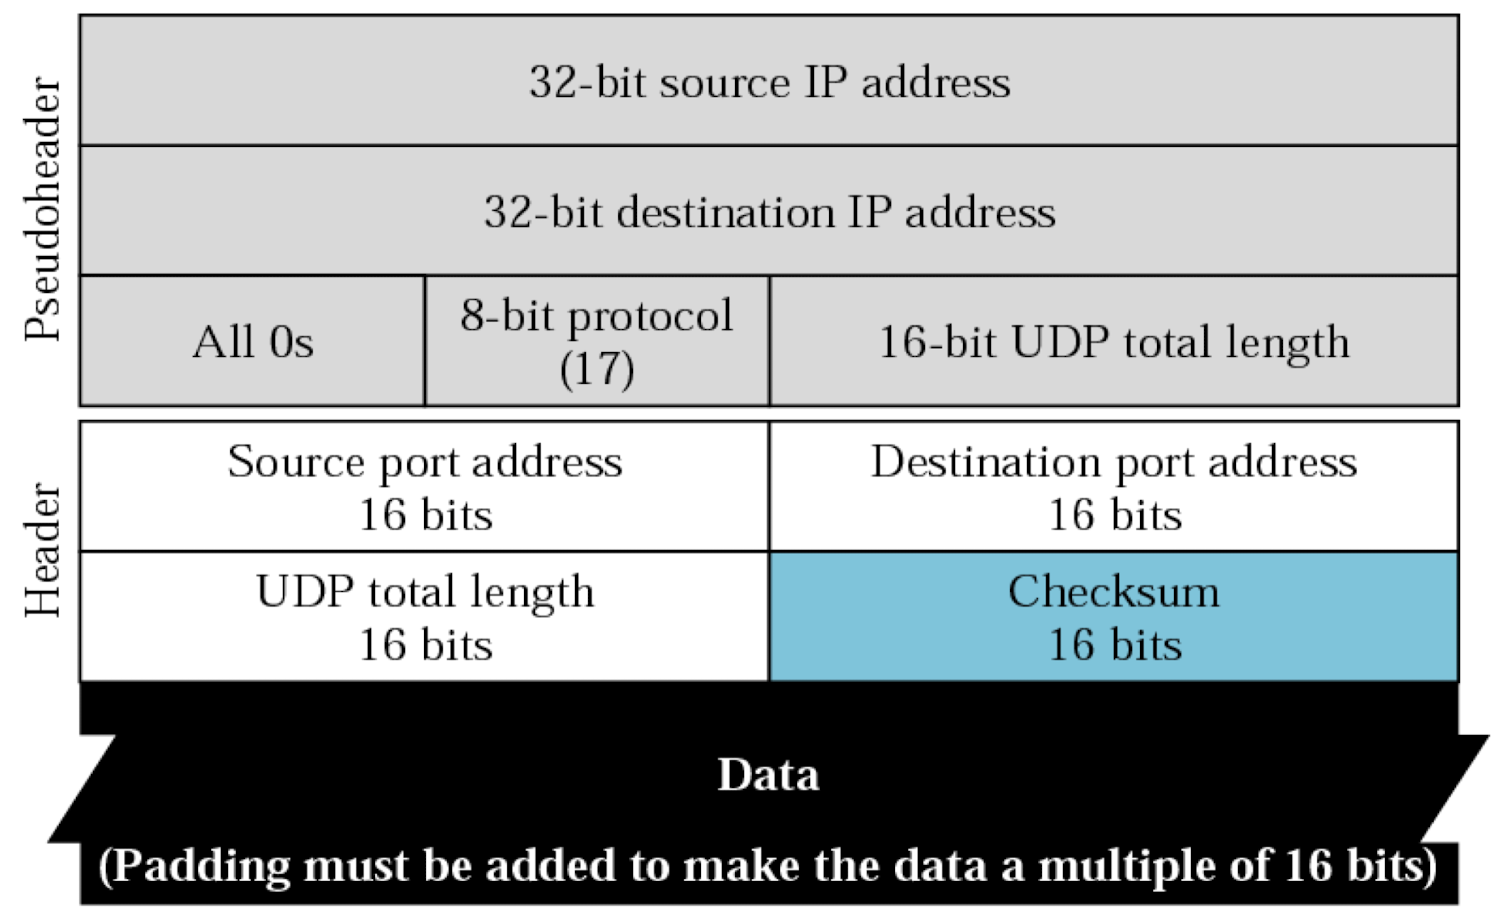 Pseudoheader
32-bit source IP address
32-bit destination IP address
All 0s
8-bit protocol
(17)
16-bit UDP total length
Header
Source port address
16 bits
Destination port address
16 bits
UDP total length
16 bits
Checksum
16 bits
Data
(Padding must be added to make the data a multiple of 16 bits)